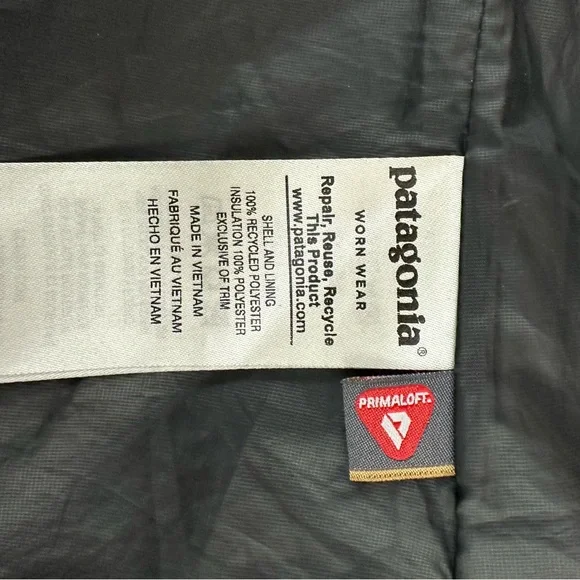 patagonia®
WORN WEAR
Repair, Reuse, Recycle
This Product
www.patagonia.com
SHELL AND LINING
100% RECYCLED POLYESTER
INSULATION 100% POLYESTER
EXCLUSIVE OF TRIM
MADE IN VIETNAM
FABRIQUÉ AU VIETNAM
HECHO EN VIETNAM
PRIMALOFT™